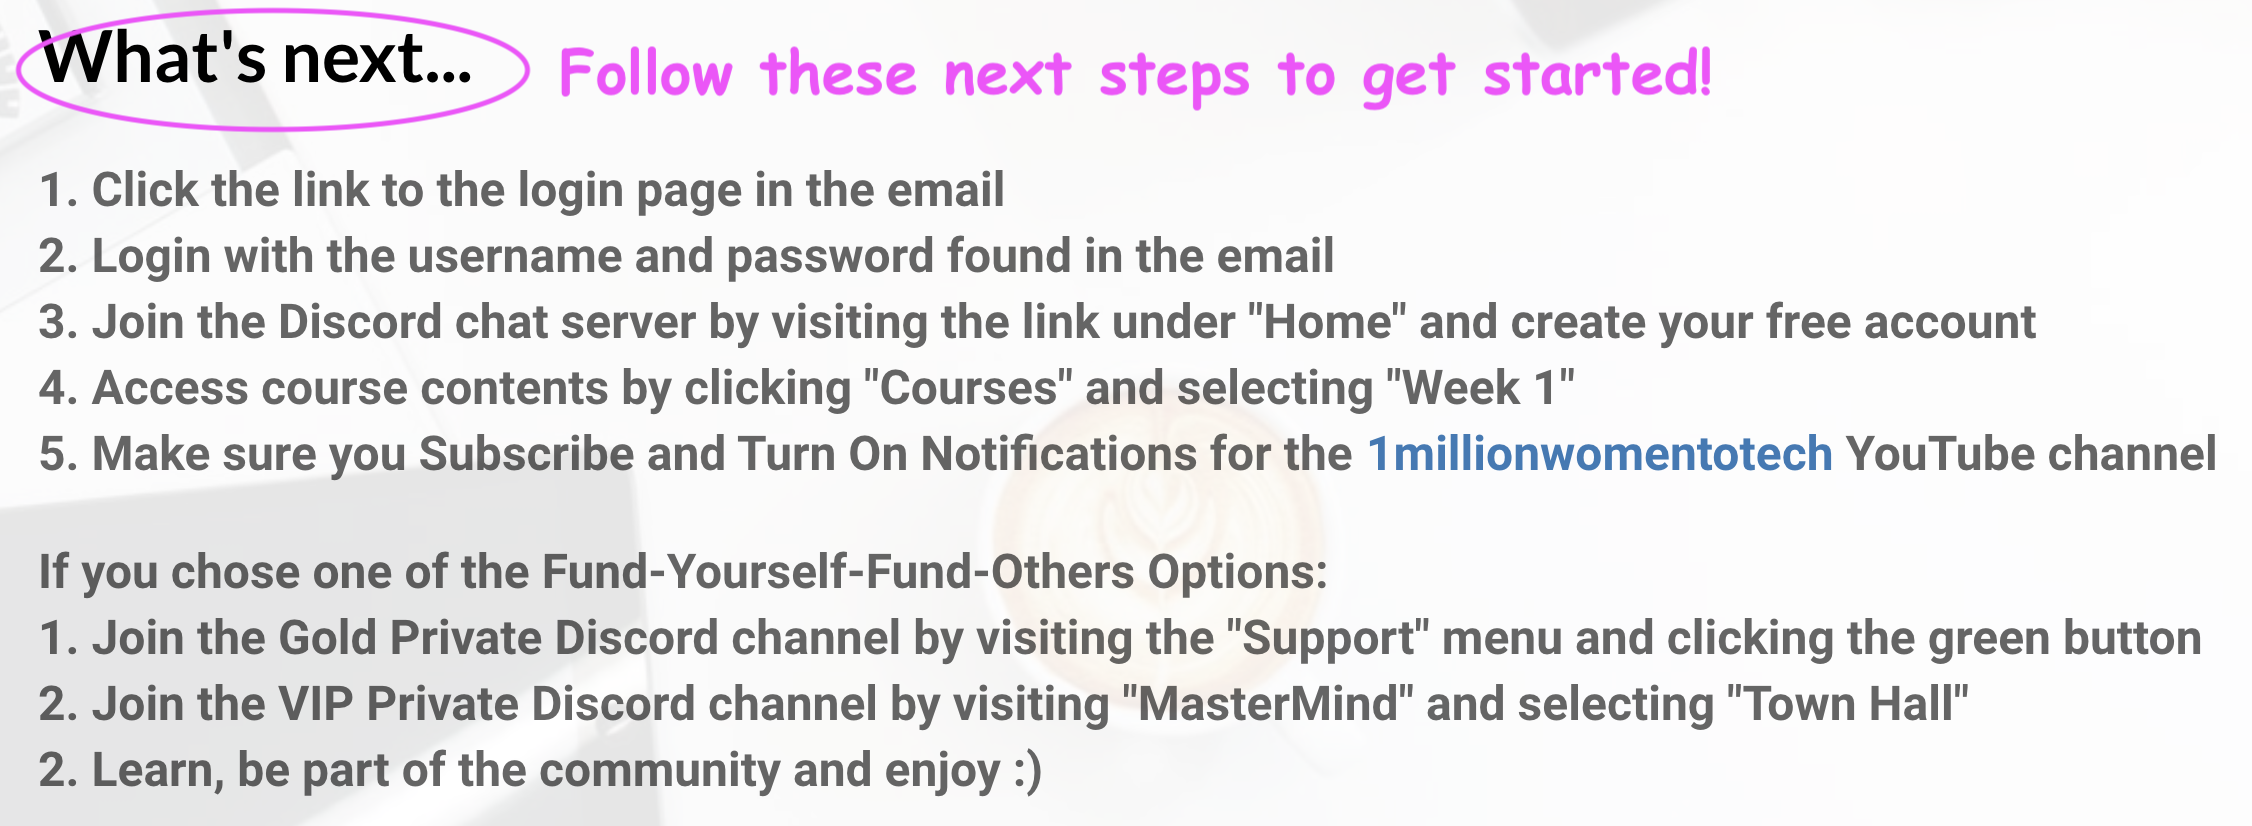 What's next...
Follow these next steps to get started!
1. Click the link to the login page in the email
2. Login with the username and password found in the email
3. Join the Discord chat server by visiting the link under "Home" and create your free account
4. Access course contents by clicking "Courses" and selecting "Week 1"
5. Make sure you Subscribe and Turn On Notifications for the 1millionwomentotech YouTube channel
If you chose one of the Fund-Yourself-Fund-Others Options:
1. Join the Gold Private Discord channel by visiting the "Support" menu and clicking the green button
2. Join the VIP Private Discord channel by visiting "MasterMind" and selecting "Town Hall"
2. Learn, be part of the community and enjoy :)